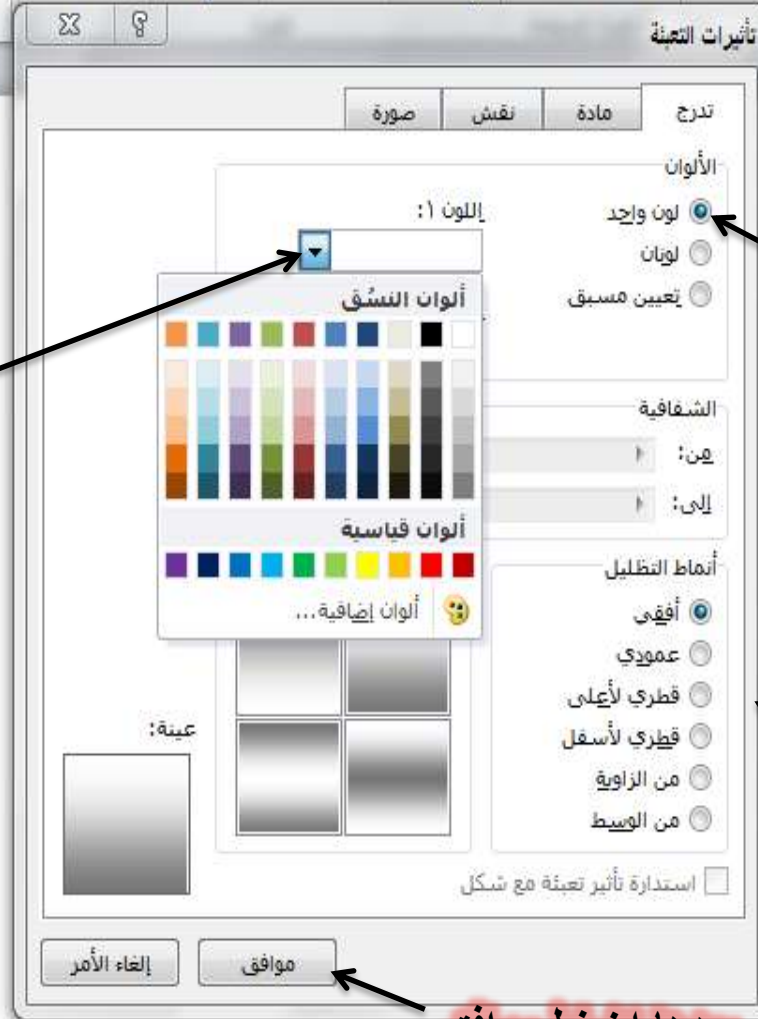 تأثيرات التعبئة
تدرج
مادة
نقش
صورة
الألوان
لون واحد
لونان
تعيين مسبق
اللون ١:
ألوان النسُق
ألوان قياسية
ألوان إضافية...
الشفافية
من:
إلى:
أنماط التظليل
أفقي
عمودي
قطري لأعلى
قطري لأسفل
من الزاوية
من الوسط
عينة:
استدارة تأثير تعبئة مع شكل
موافق
إلغاء الأمر